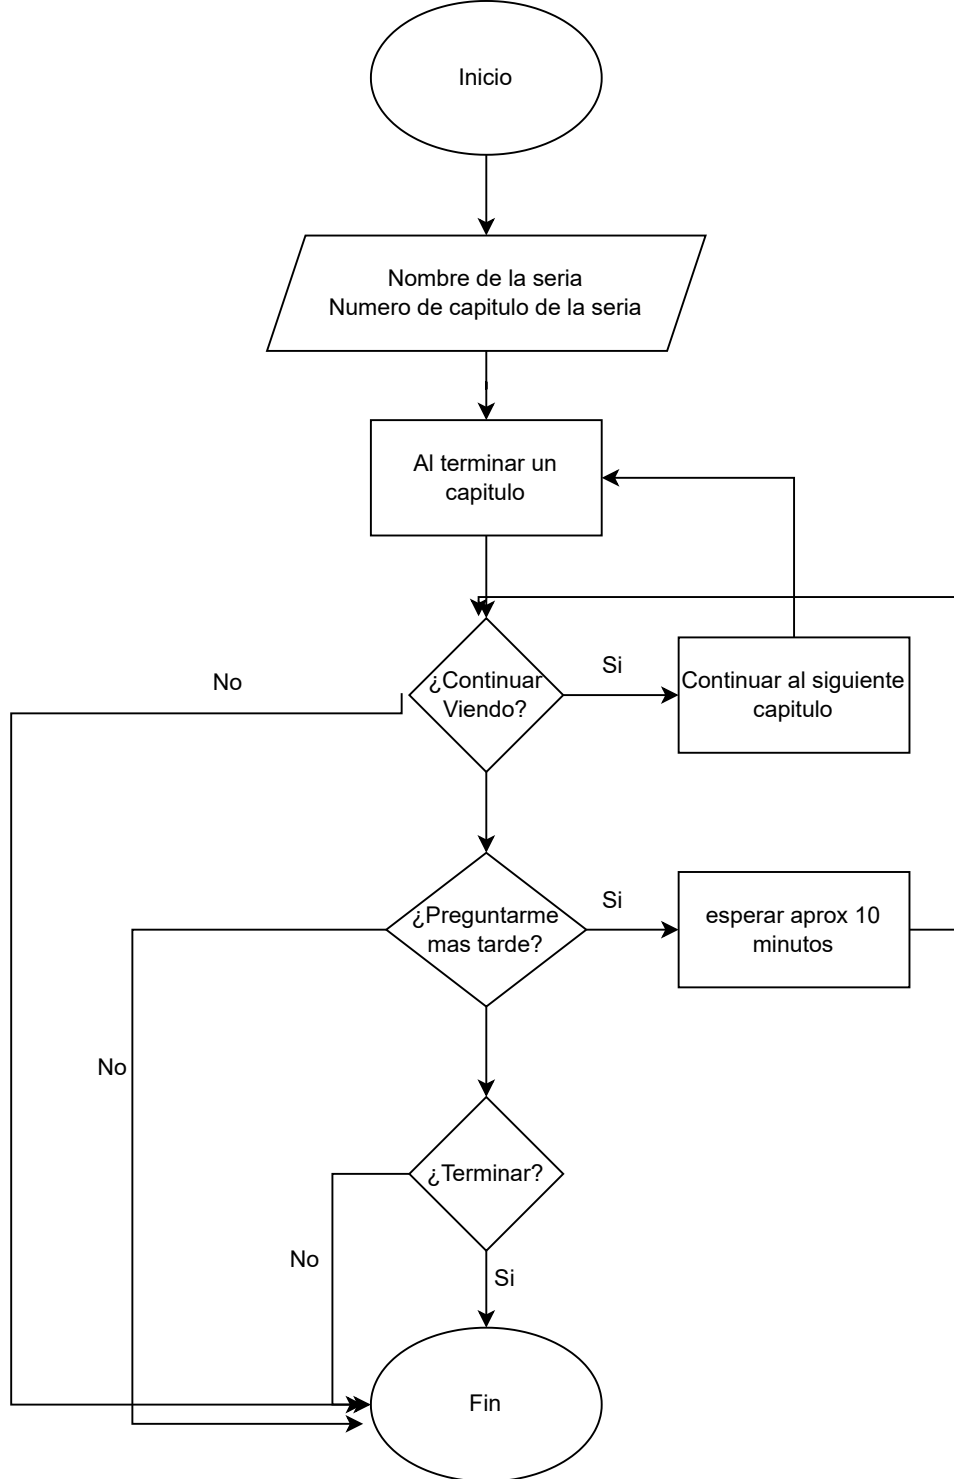 Inicio
Nombre de la seria
Numero de capitulo de la seria
Al terminar un
capitulo
¿Continuar
Viendo?
Si
Continuar al siguiente
capitulo
No
¿Preguntarme
mas tarde?
Si
esperar aprox 10
minutos
No
¿Terminar?
No
Si
Fin